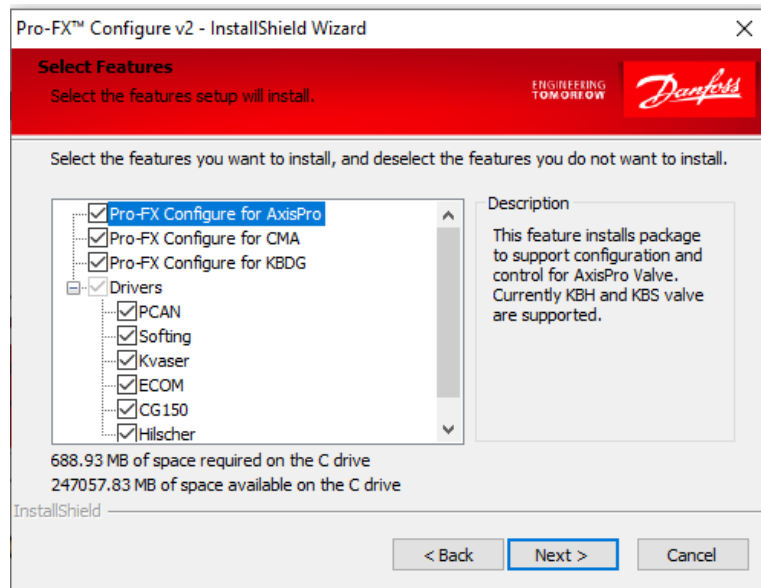 Pro-FX™ Configure v2 - InstallShield Wizard
Select Features
Select the features setup will install.
ENGINEERING
TOMORROW
Danfoss
Select the features you want to install, and deselect the features you do not want to install.
Pro-FX Configure for AxisPro
Pro-FX Configure for CMA
Pro-FX Configure for KBDG
Drivers
PCAN
Softing
Kvaser
ECOM
CG150
Hilscher
Description
This feature installs package
to support configuration and
control for AxisPro Valve.
Currently KBH and KBS valve
are supported.
688.93 MB of space required on the C drive
247057.83 MB of space available on the C drive
InstallShield
< Back
Next >
Cancel